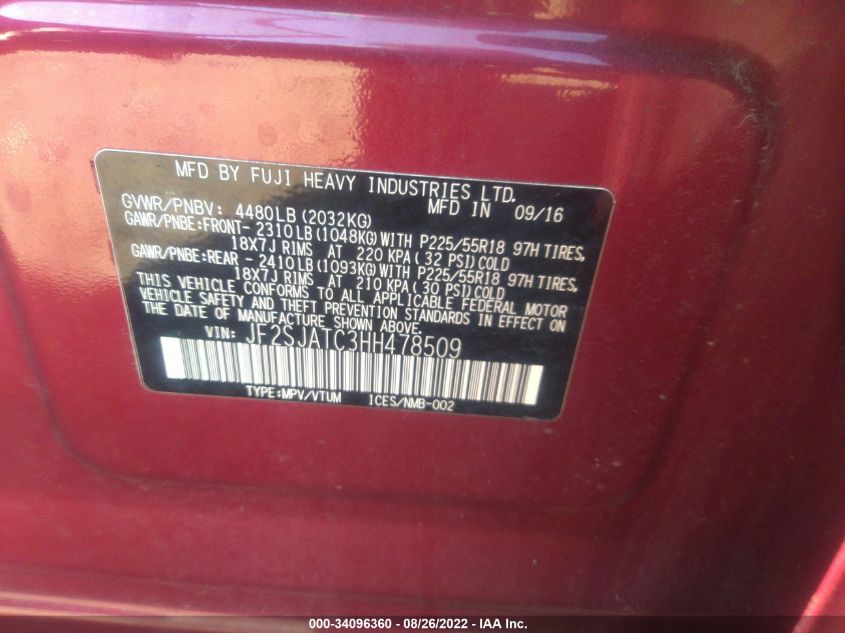 MFD BY FUJI HEAVY INDUSTRIES LTD.
GVWR/PNBV: 4480LB(2032KG) MFD IN 09/16
GAWR/PNBE:FRONT- 2310LB(1048KG)WITH P225/55R18 97H TIRES,
18X7J RIMS AT 220 KPA(32 PSI)COLD
GAWR/PNBE:REAR - 2410LB(1093KG)WITH P225/55R18 97H TIRES,
18X7J RIMS AT 210 KPA(30 PSI)COLD
THIS VEHICLE CONFORMS TO ALL APPLICABLE FEDERAL MOTOR
VEHICLE SAFETY AND THEFT PREVENTION STANDARDS IN EFFECT ON
THE DATE OF MANUFACTURE SHOWN ABOVE.
VIN: JF2SJATC3HH478509
TYPE:MPV/VTUM ICES/NMB-002
000-34096360 - 08/26/2022 - IAA Inc.